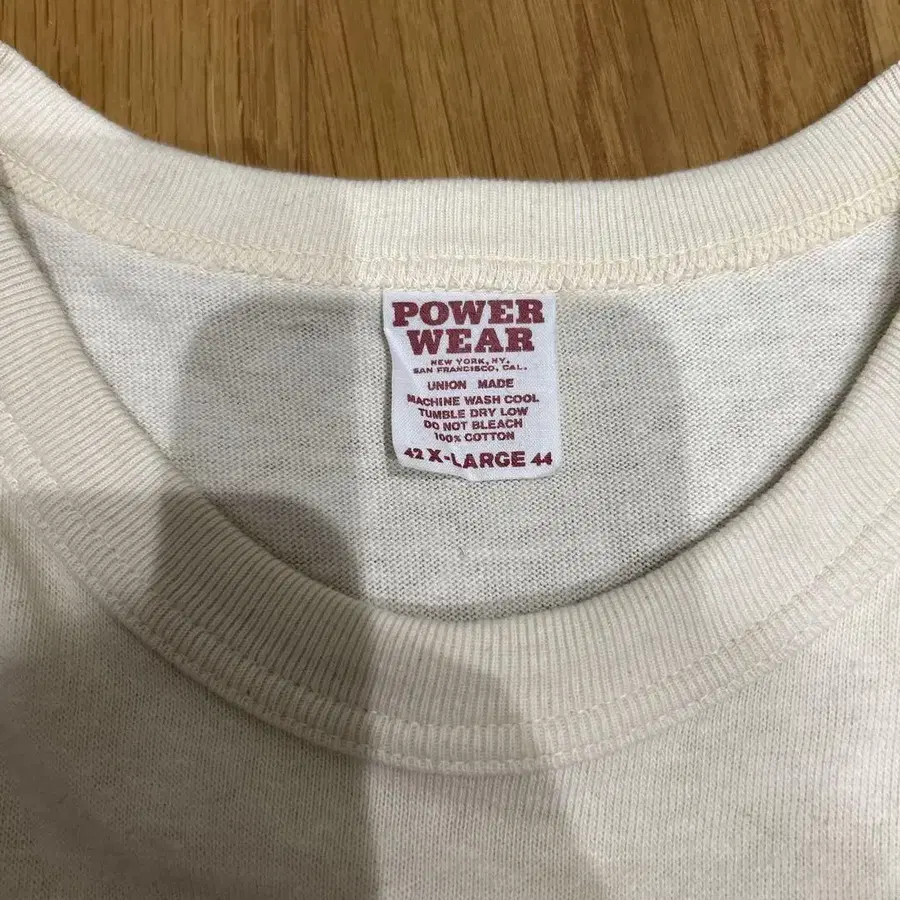 POWER
WEAR
NEW YORK, NY.
SAN FRANCISCO, CAL.
UNION MADE
MACHINE WASH COOL
TUMBLE DRY LOW
DO NOT BLEACH
100% COTTON
42 X-LARGE 44